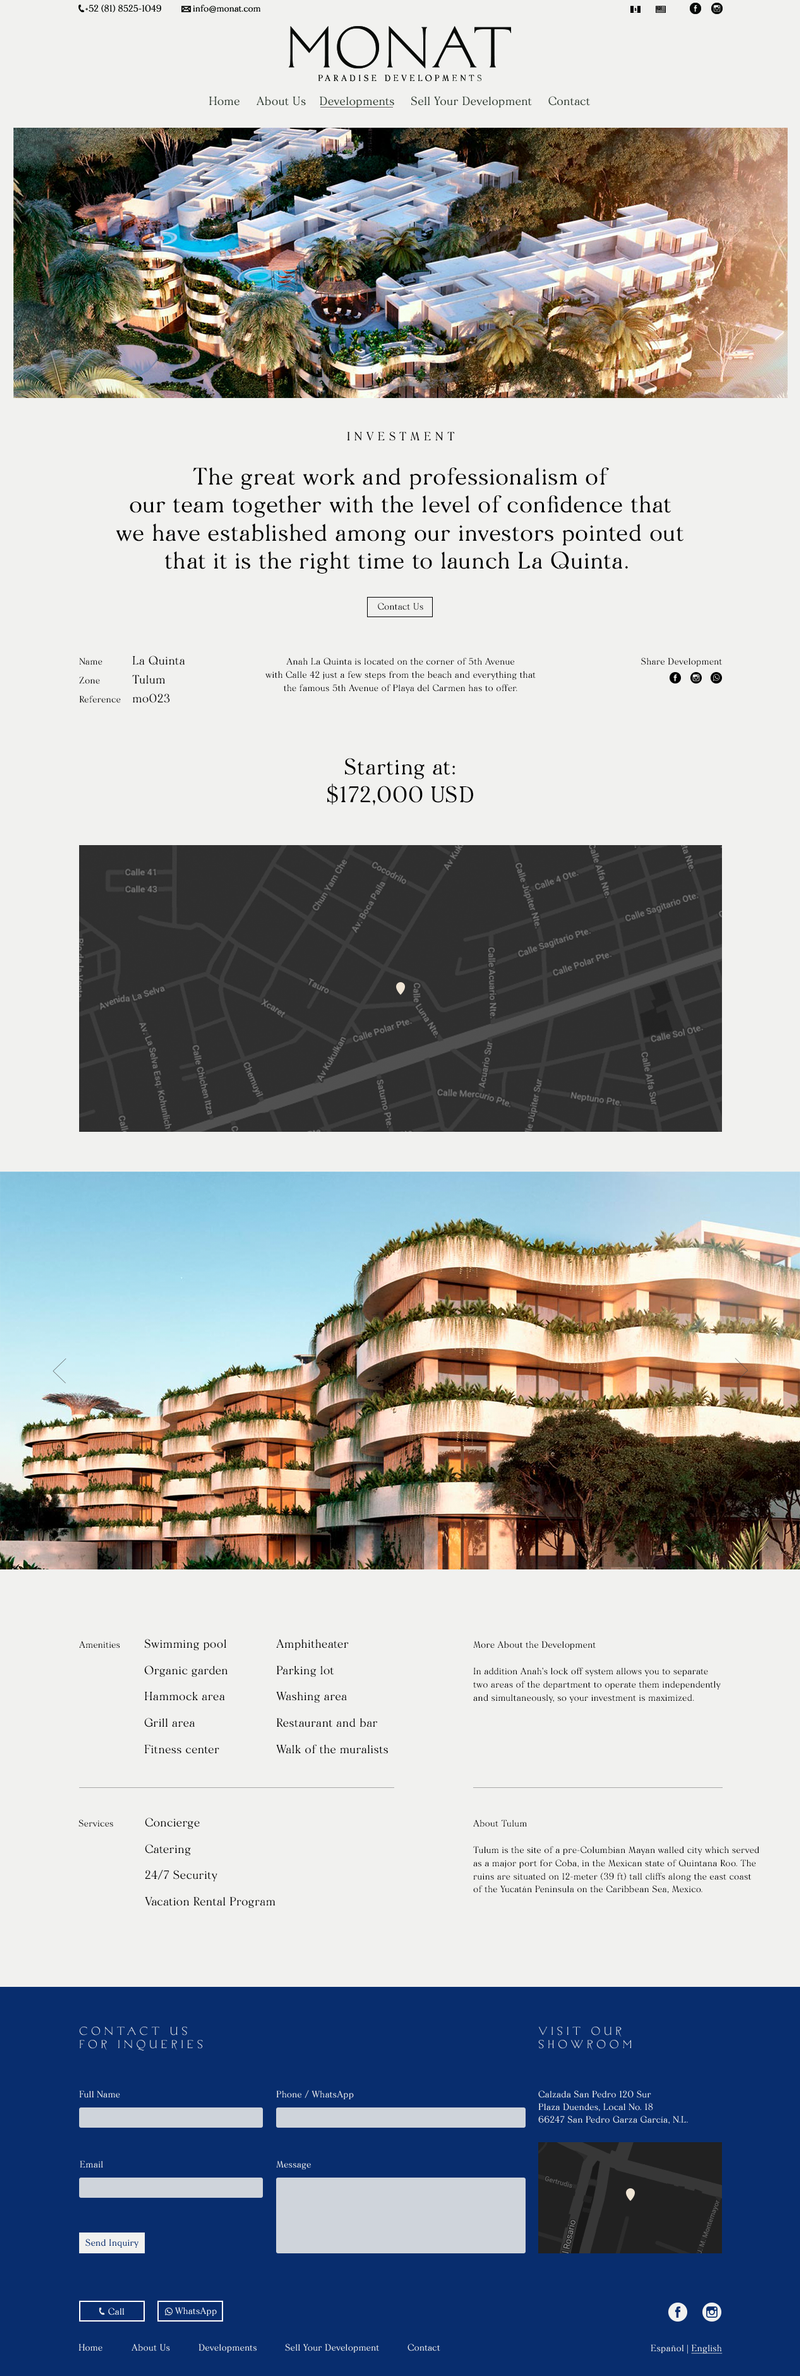 +52 (81) 8525-1049
info@monat.com
MONAT
PARADISE DEVELOPMENTS
Home
About Us
Developments
Sell Your Development
Contact
INVESTMENT
The great work and professionalism of
our team together with the level of confidence that
we have established among our investors pointed out
that it is the right time to launch La Quinta.
Contact Us
Name La Quinta
Zone Tulum
Reference mo023
Anah La Quinta is located on the corner of 5th Avenue
with Calle 42 just a few steps from the beach and everything that
the famous 5th Avenue of Playa del Carmen has to offer.
Share Development
Starting at:
$172,000 USD
Calle 41
Calle 43
Chun Yam Che
Cocodrilo
Av. Boca Paila
Av Kuk
Calle Júpiter Nte.
Calle 4 Ote.
Calle Alfa Nte.
Calle Sagitario Ote.
Calle Sagitario Pte.
Calle Polar Pte.
Calle Acuario Nte.
Avenida La Selva
Tauro
Xcaret
Calle Luna Nte.
Calle Polar Pte.
Av Kukulkan
Av. La Selva Esq. Kohunlich
Calle Chichen Itza
Chemuyil
Calle Sol Ote.
Acuario Sur
Saturno Pte.
Calle Mercurio Pte.
Calle Júpiter Sur
Neptuno Pte.
Calle Alfa Sur
Amenities
Swimming pool
Organic garden
Hammock area
Grill area
Fitness center
Amphitheater
Parking lot
Washing area
Restaurant and bar
Walk of the muralists
More About the Development
In addition Anah's lock off system allows you to separate
two areas of the department to operate them independently
and simultaneously, so your investment is maximized.
Services
Concierge
Catering
24/7 Security
Vacation Rental Program
About Tulum
Tulum is the site of a pre-Columbian Mayan walled city which served
as a major port for Coba, in the Mexican state of Quintana Roo. The
ruins are situated on 12-meter (39 ft) tall cliffs along the east coast
of the Yucatán Peninsula on the Caribbean Sea, Mexico.
CONTACT US
FOR INQUERIES
Full Name
Phone / WhatsApp
Email
Message
Send Inquiry
VISIT OUR
SHOWROOM
Calzada San Pedro 120 Sur
Plaza Duendes, Local No. 18
66247 San Pedro Garza García, N.L.
Gertrudis
l Rosario
J.M. Montemayor
Call
WhatsApp
Home
About Us
Developments
Sell Your Development
Contact
Español | English